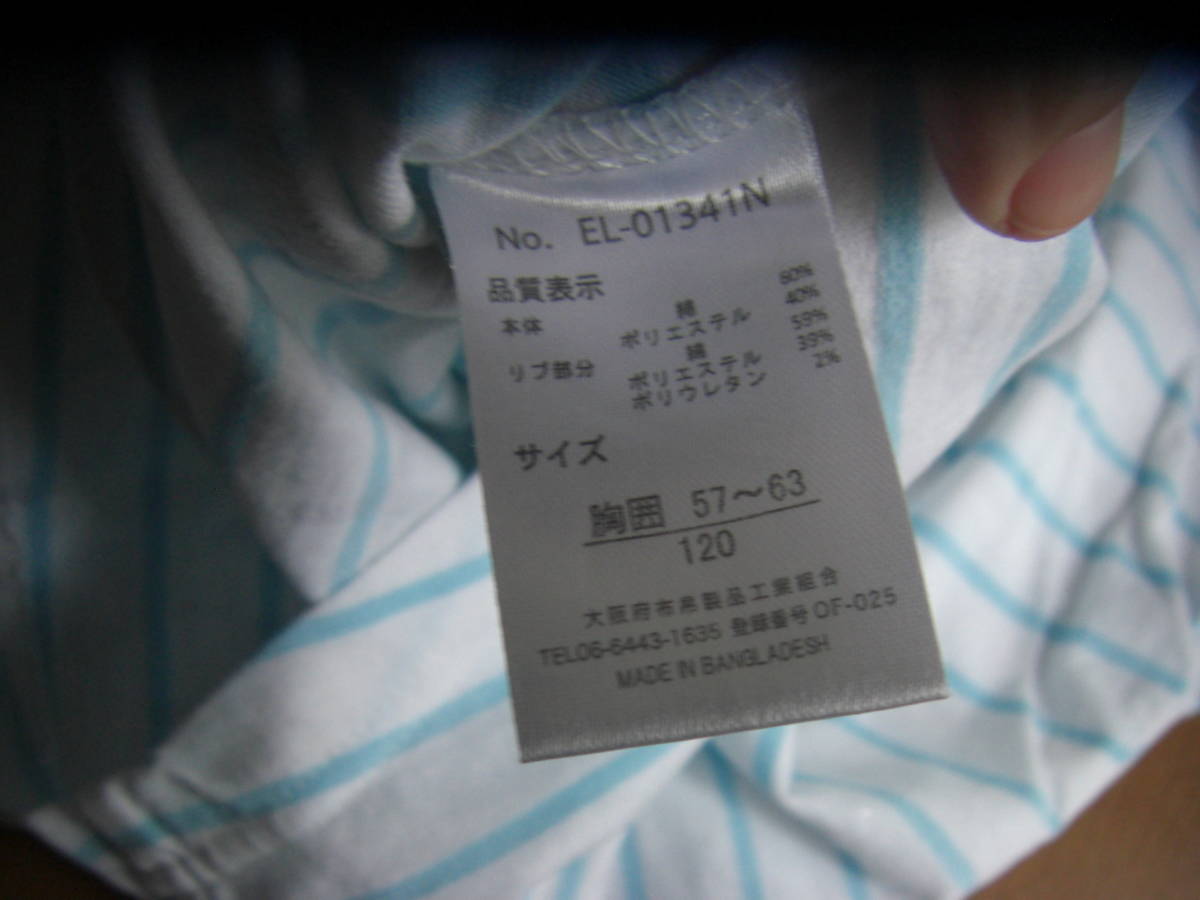 No. EL-01341N
品質表示
本体 綿 60%
ポリエステル 40%
リブ部分 綿 59%
ポリエステル 39%
ポリウレタン 2%
サイズ
胸囲 57〜63
120
大阪府布帛製品工業組合
TEL06-6443-1635 登録番号OF-025
MADE IN BANGLADESH